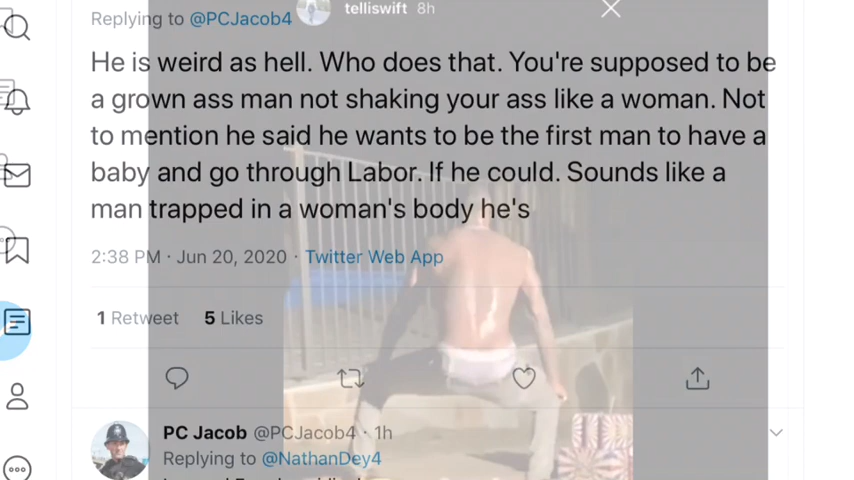 telliswift 8h
Replying to @PCJacob4
He is weird as hell. Who does that. You're supposed to be
a grown ass man not shaking your ass like a woman. Not
to mention he said he wants to be the first man to have a
baby and go through Labor. If he could. Sounds like a
man trapped in a woman's body he's
2:38 PM · Jun 20, 2020 · Twitter Web App
1 Retweet 5 Likes
PC Jacob @PCJacob4 · 1h
Replying to @NathanDey4